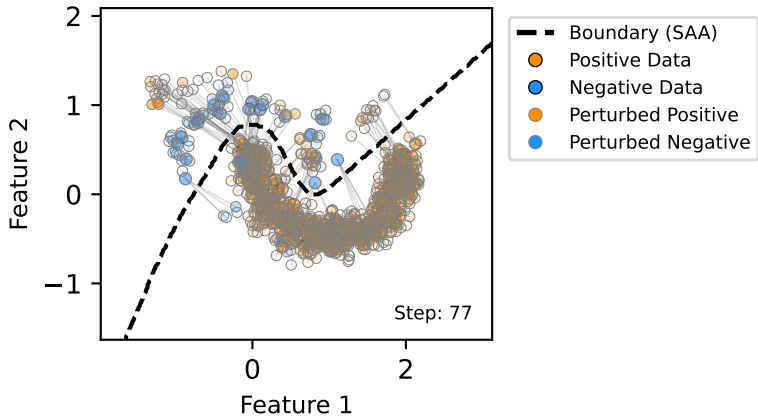 2
1
0
−1
Feature 2
0
2
Feature 1
Step: 77
Boundary (SAA)
Positive Data
Negative Data
Perturbed Positive
Perturbed Negative